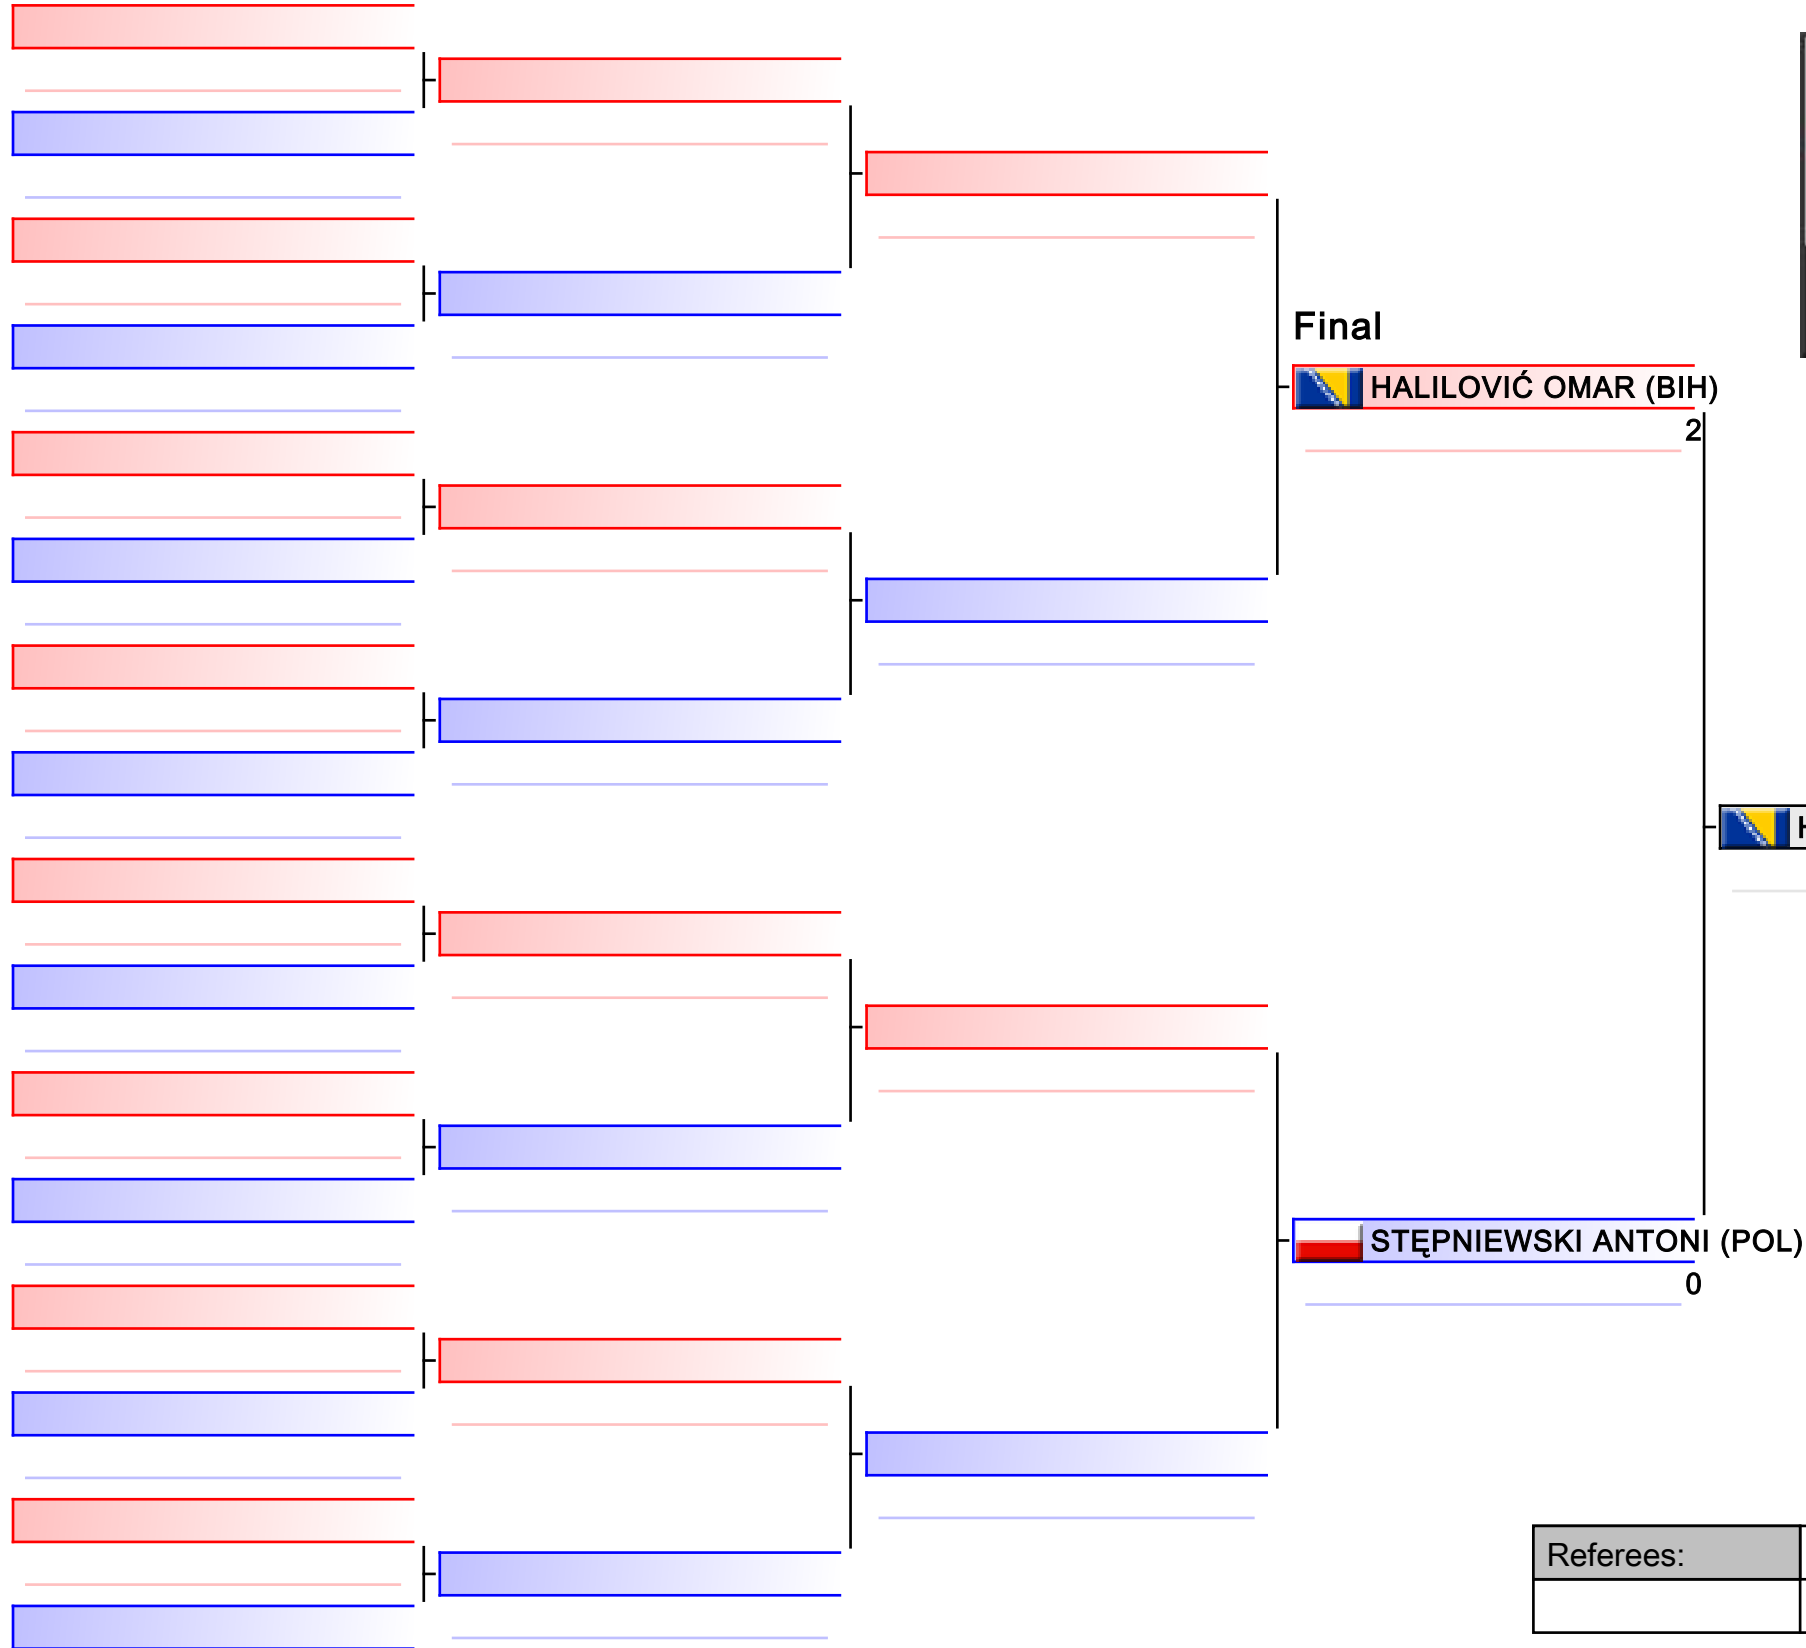 Final
HALILOVIĆ OMAR (BIH)
2
H
STĘPNIEWSKI ANTONI (POL)
0
Referees: